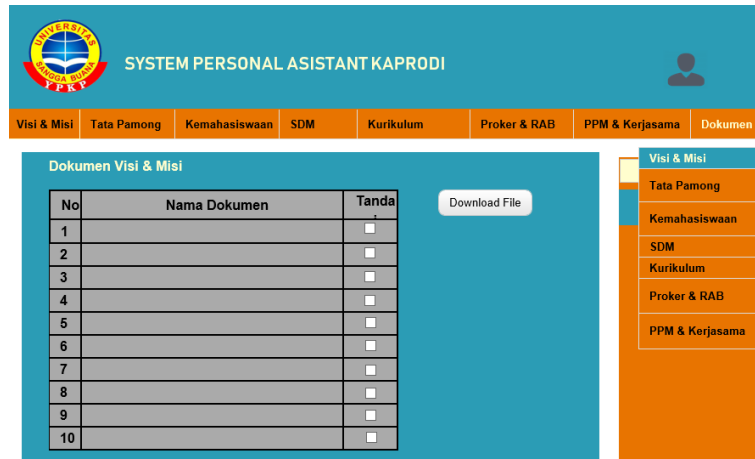 UNIVERSITAS
SANGGA BUANA
YPKP
SYSTEM PERSONAL ASISTANT KAPRODI
Visi & Misi Tata Pamong Kemahasiswaan SDM Kurikulum Proker & RAB PPM & Kerjasama Dokumen
Dokumen Visi & Misi
No Nama Dokumen Tanda
1
2
3
4
5
6
7
8
9
10
Download File
Visi & Misi
Tata Pamong
Kemahasiswaan
SDM
Kurikulum
Proker & RAB
PPM & Kerjasama